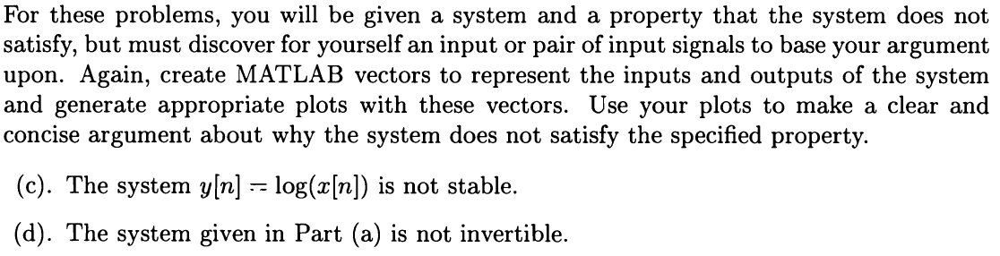 For these problems, you will be given a system and a property that the system does not
satisfy, but must discover for yourself an input or pair of input signals to base your argument
upon. Again, create MATLAB vectors to represent the inputs and outputs of the system
and generate appropriate plots with these vectors. Use your plots to make a clear and
concise argument about why the system does not satisfy the specified property.
(c). The system y[n] = log(x[n]) is not stable.
(d). The system given in Part (a) is not invertible.